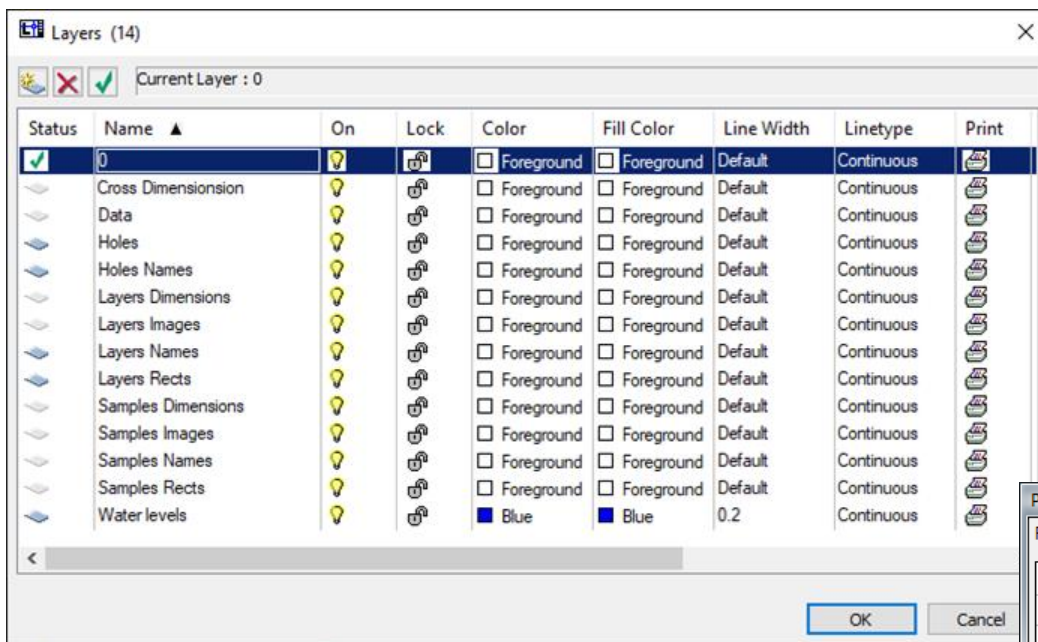 Layers (14)
Current Layer : 0
Status Name ▲ On Lock Color Fill Color Line Width Linetype Print
0 Foreground Foreground Default Continuous
Cross Dimensionsion Foreground Foreground Default Continuous
Data Foreground Foreground Default Continuous
Holes Foreground Foreground Default Continuous
Holes Names Foreground Foreground Default Continuous
Layers Dimensions Foreground Foreground Default Continuous
Layers Images Foreground Foreground Default Continuous
Layers Names Foreground Foreground Default Continuous
Layers Rects Foreground Foreground Default Continuous
Samples Dimensions Foreground Foreground Default Continuous
Samples Images Foreground Foreground Default Continuous
Samples Names Foreground Foreground Default Continuous
Samples Rects Foreground Foreground Default Continuous
Water levels Blue Blue 0.2 Continuous
OK Cancel